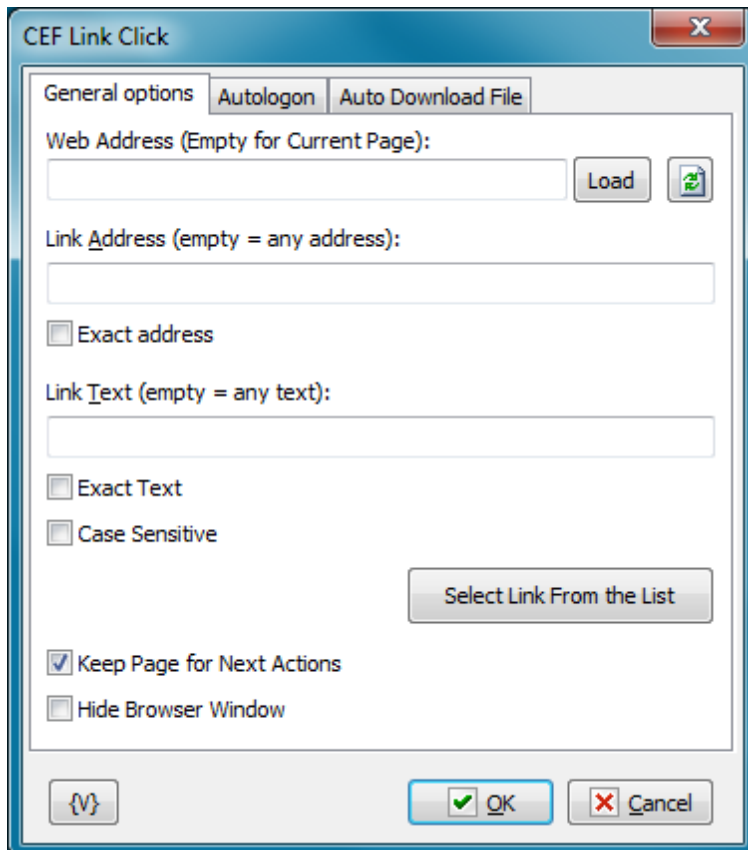 CEF Link Click
General options Autologon Auto Download File
Web Address (Empty for Current Page):
Load
Link Address (empty = any address):
Exact address
Link Text (empty = any text):
Exact Text
Case Sensitive
Select Link From the List
Keep Page for Next Actions
Hide Browser Window
{V} OK Cancel